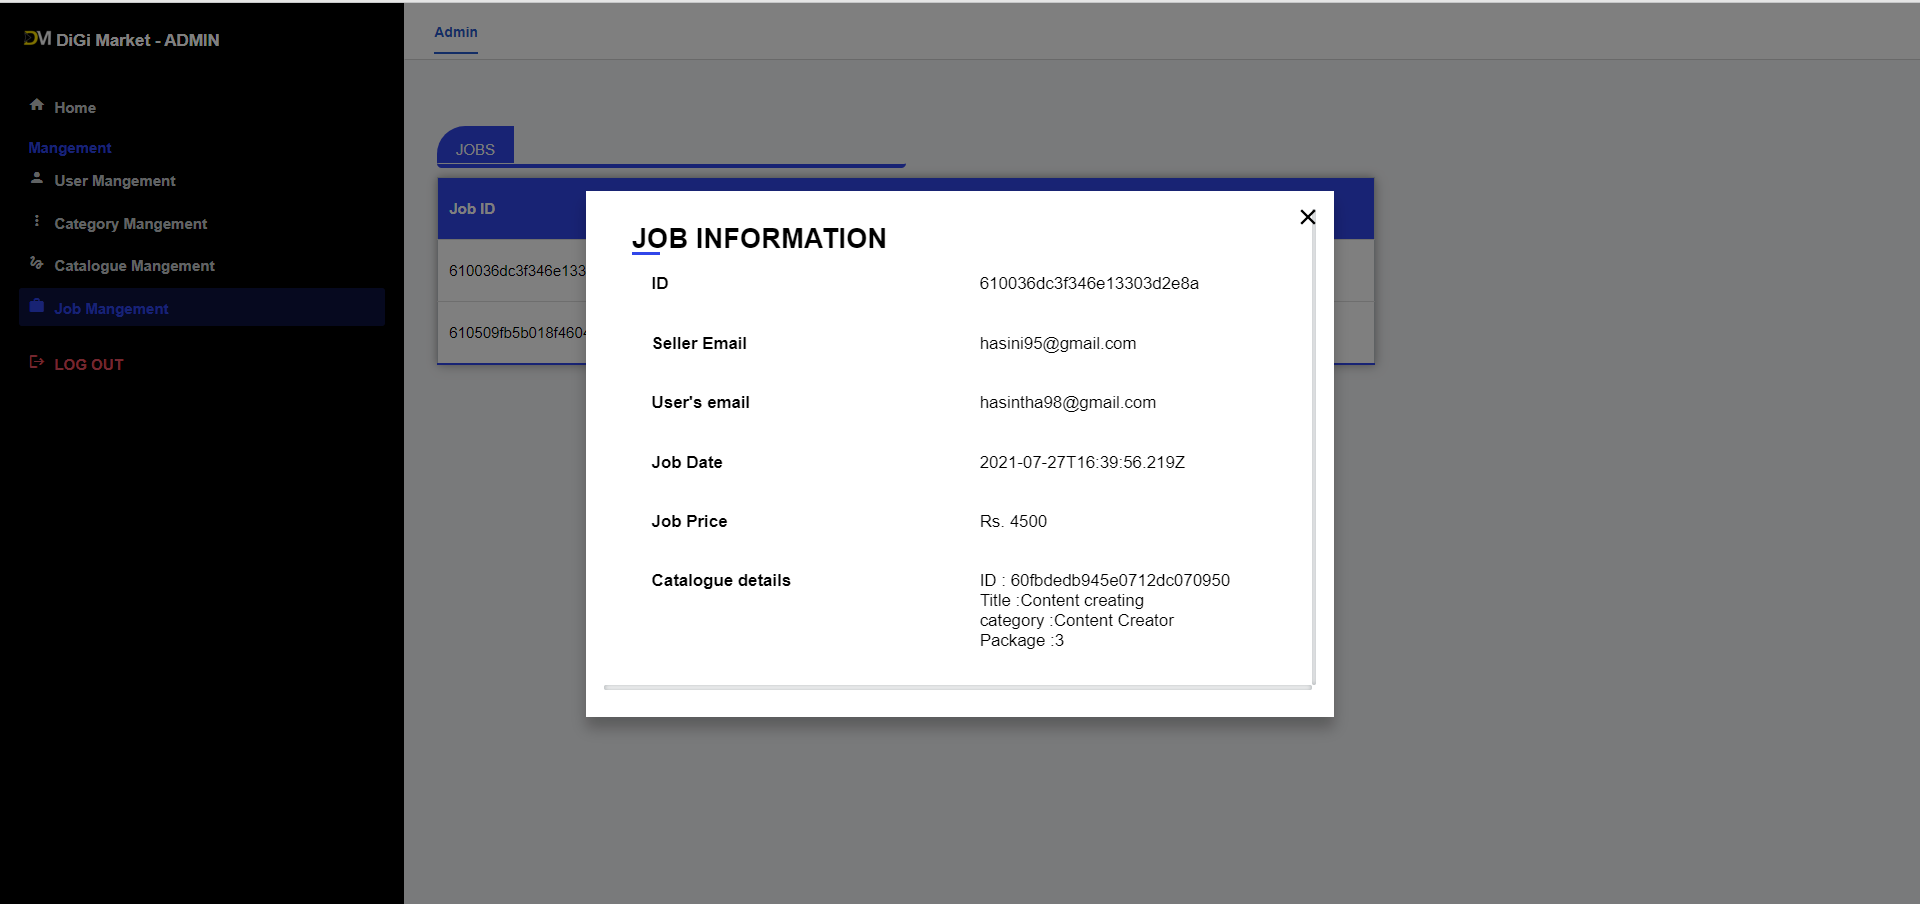 DM DiGi Market - ADMIN
Home
Mangement
User Mangement
Category Mangement
Catalogue Mangement
Job Mangement
LOG OUT
Admin
JOBS
Job ID
610036dc3f346e133
610509fb5b018f460
JOB INFORMATION
ID 610036dc3f346e13303d2e8a
Seller Email hasini95@gmail.com
User's email hasintha98@gmail.com
Job Date 2021-07-27T16:39:56.219Z
Job Price Rs. 4500
Catalogue details ID : 60fbdedb945e0712dc070950
Title :Content creating
category :Content Creator
Package :3